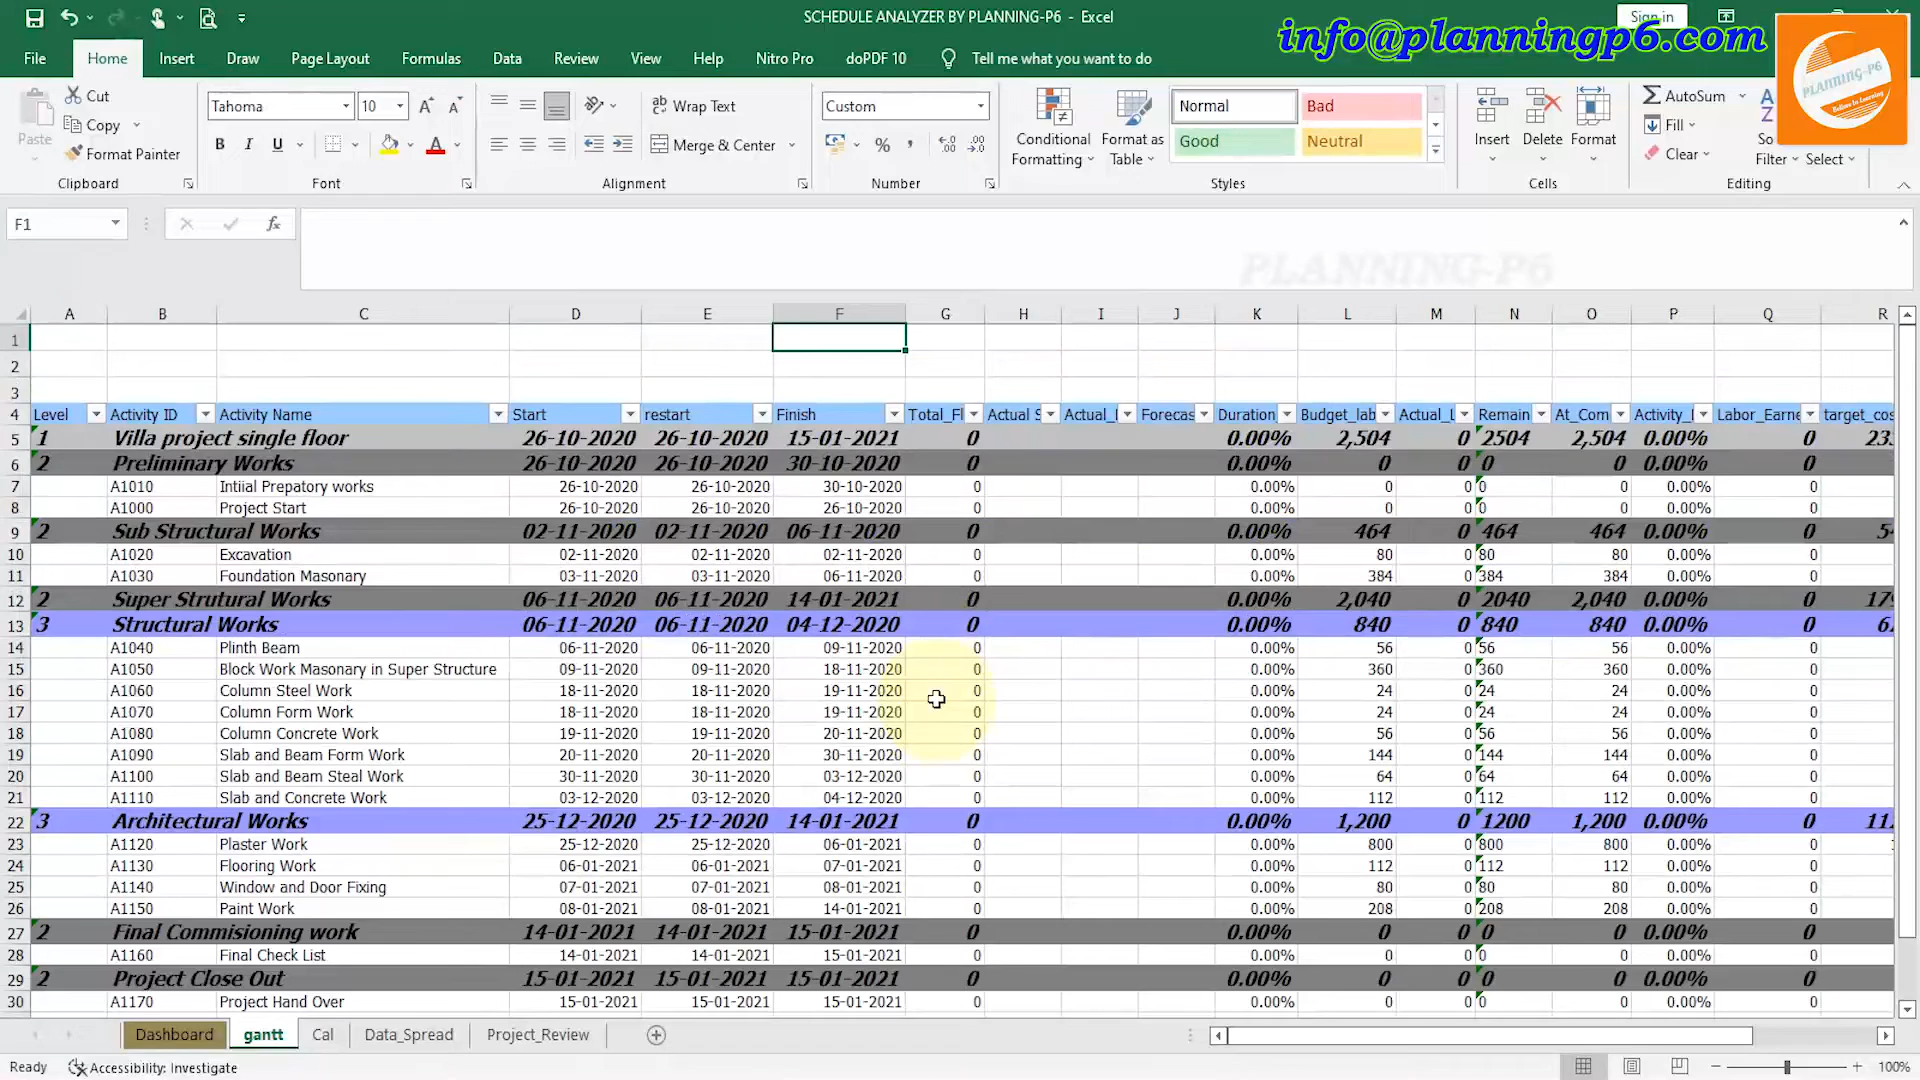 SCHEDULE ANALYZER BY PLANNING-P6 - Excel
Sign in
info@planningp6.com
PLANNING-P6
File Home Insert Draw Page Layout Formulas Data Review View Help Nitro Pro doPDF 10 Tell me what you want to do
Paste Cut Copy Format Painter
Clipboard
Tahoma 10
B I U
Font
Wrap Text
Merge & Center
Alignment
Custom
% ,
Number
Conditional Formatting
Format as Table
Normal Bad
Good Neutral
Styles
Insert Delete Format
Cells
AutoSum
Fill
Clear
So
Filter Select
Editing
F1 fx
PLANNING-P6
A B C D E F G H I J K L M N O P Q R
1
2
3
4 Level Activity ID Activity Name Start restart Finish Total_Fl Actual S Actual_ Forecas Duration Budget_lab Actual_L Remain At_Com Activity_ Labor_Earne target_cos
5 1 Villa project single floor 26-10-2020 26-10-2020 15-01-2021 0 0.00% 2,504 0 2504 2,504 0.00% 0 23
6 2 Preliminary Works 26-10-2020 26-10-2020 30-10-2020 0 0.00% 0 0 0 0 0.00% 0
7 A1010 Intiial Prepatory works 26-10-2020 26-10-2020 30-10-2020 0 0.00% 0 0 0 0 0.00% 0
8 A1000 Project Start 26-10-2020 26-10-2020 26-10-2020 0 0.00% 0 0 0 0 0.00% 0
9 2 Sub Structural Works 02-11-2020 02-11-2020 06-11-2020 0 0.00% 464 0 464 464 0.00% 0 5
10 A1020 Excavation 02-11-2020 02-11-2020 02-11-2020 0 0.00% 80 0 80 80 0.00% 0
11 A1030 Foundation Masonary 03-11-2020 03-11-2020 06-11-2020 0 0.00% 384 0 384 384 0.00% 0
12 2 Super Strutural Works 06-11-2020 06-11-2020 14-01-2021 0 0.00% 2,040 0 2040 2,040 0.00% 0 17
13 3 Structural Works 06-11-2020 06-11-2020 04-12-2020 0 0.00% 840 0 840 840 0.00% 0 6
14 A1040 Plinth Beam 06-11-2020 06-11-2020 09-11-2020 0 0.00% 56 0 56 56 0.00% 0
15 A1050 Block Work Masonary in Super Structure 09-11-2020 09-11-2020 18-11-2020 0 0.00% 360 0 360 360 0.00% 0
16 A1060 Column Steel Work 18-11-2020 18-11-2020 19-11-2020 0 0.00% 24 0 24 24 0.00% 0
17 A1070 Column Form Work 18-11-2020 18-11-2020 19-11-2020 0 0.00% 24 0 24 24 0.00% 0
18 A1080 Column Concrete Work 19-11-2020 19-11-2020 20-11-2020 0 0.00% 56 0 56 56 0.00% 0
19 A1090 Slab and Beam Form Work 20-11-2020 20-11-2020 30-11-2020 0 0.00% 144 0 144 144 0.00% 0
20 A1100 Slab and Beam Steal Work 30-11-2020 30-11-2020 03-12-2020 0 0.00% 64 0 64 64 0.00% 0
21 A1110 Slab and Concrete Work 03-12-2020 03-12-2020 04-12-2020 0 0.00% 112 0 112 112 0.00% 0
22 3 Architectural Works 25-12-2020 25-12-2020 14-01-2021 0 0.00% 1,200 0 1200 1,200 0.00% 0 11
23 A1120 Plaster Work 25-12-2020 25-12-2020 06-01-2021 0 0.00% 800 0 800 800 0.00% 0
24 A1130 Flooring Work 06-01-2021 06-01-2021 07-01-2021 0 0.00% 112 0 112 112 0.00% 0
25 A1140 Window and Door Fixing 07-01-2021 07-01-2021 08-01-2021 0 0.00% 80 0 80 80 0.00% 0
26 A1150 Paint Work 08-01-2021 08-01-2021 14-01-2021 0 0.00% 208 0 208 208 0.00% 0
27 2 Final Commisioning work 14-01-2021 14-01-2021 15-01-2021 0 0.00% 0 0 0 0 0.00% 0
28 A1160 Final Check List 14-01-2021 14-01-2021 15-01-2021 0 0.00% 0 0 0 0 0.00% 0
29 2 Project Close Out 15-01-2021 15-01-2021 15-01-2021 0 0.00% 0 0 0 0 0.00% 0
30 A1170 Project Hand Over 15-01-2021 15-01-2021 15-01-2021 0 0.00% 0 0 0 0 0.00% 0
Dashboard gantt Cal Data_Spread Project_Review
Ready Accessibility: Investigate 100%